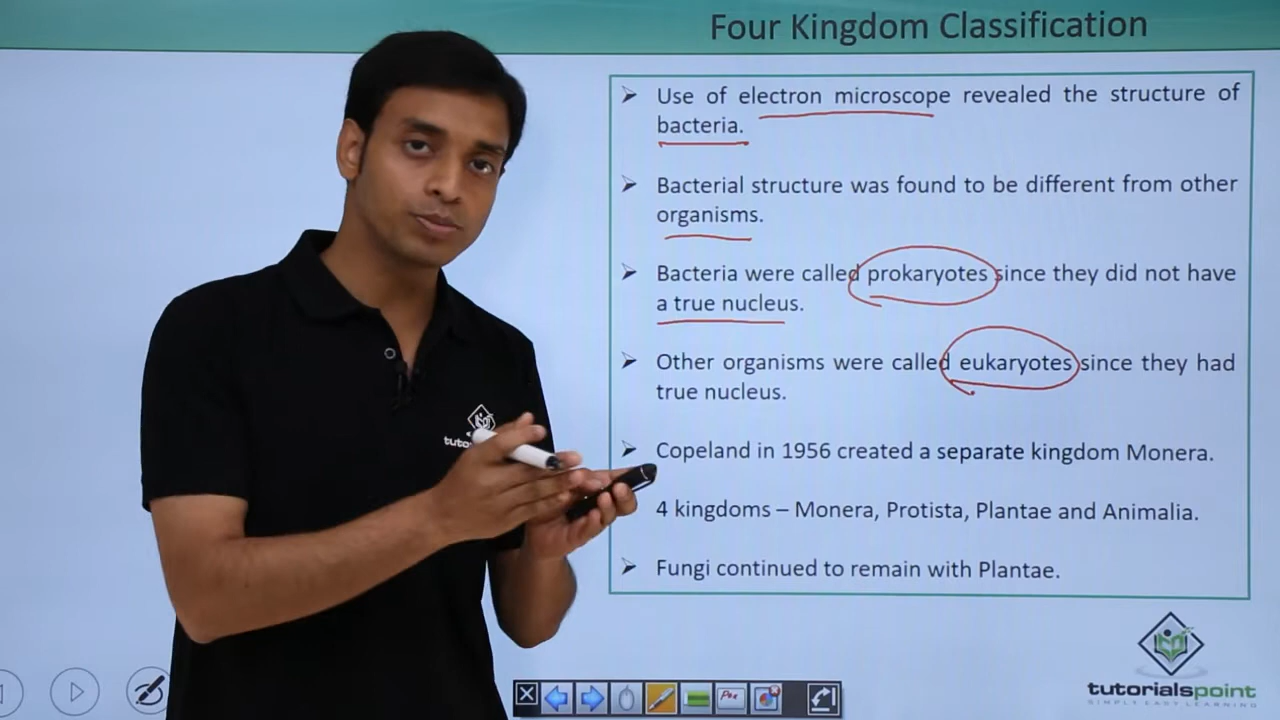 Four Kingdom Classification
Use of electron microscope revealed the structure of
bacteria.
Bacterial structure was found to be different from other
organisms.
Bacteria were called prokaryotes since they did not have
a true nucleus.
Other organisms were called eukaryotes since they had
true nucleus.
Copeland in 1956 created a separate kingdom Monera.
4 kingdoms – Monera, Protista, Plantae and Animalia.
Fungi continued to remain with Plantae.
tutorialspoint
SIMPLY EASY LEARNING